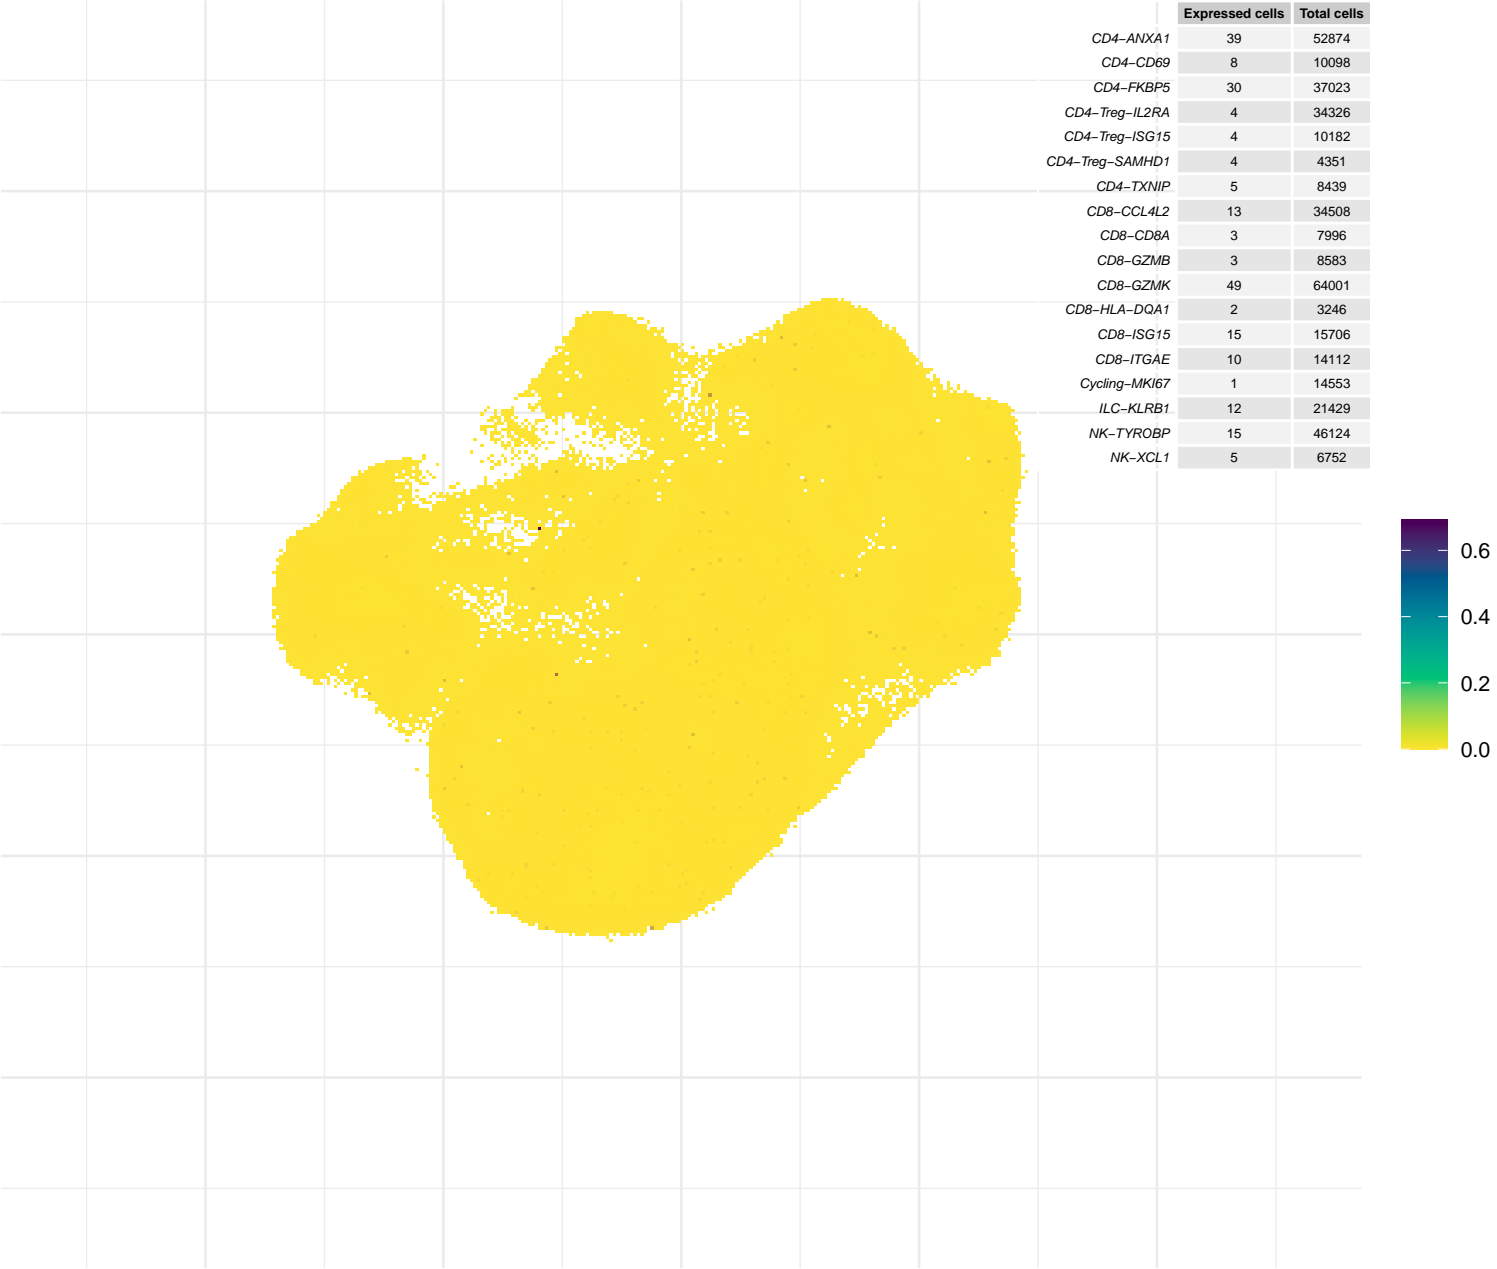 Expressed cells Total cells
CD4−ANXA1 39 52874
CD4−CD69 8 10098
CD4−FKBP5 30 37023
CD4−Treg−IL2RA 4 34326
CD4−Treg−ISG15 4 10182
CD4−Treg−SAMHD1 4 4351
CD4−TXNIP 5 8439
CD8−CCL4L2 13 34508
CD8−CD8A 3 7996
CD8−GZMB 3 8583
CD8−GZMK 49 64001
CD8−HLA−DQA1 2 3246
CD8−ISG15 15 15706
CD8−ITGAE 10 14112
Cycling−MKI67 1 14553
ILC−KLRB1 12 21429
NK−TYROBP 15 46124
NK−XCL1 5 6752
0.6
0.4
0.2
0.0